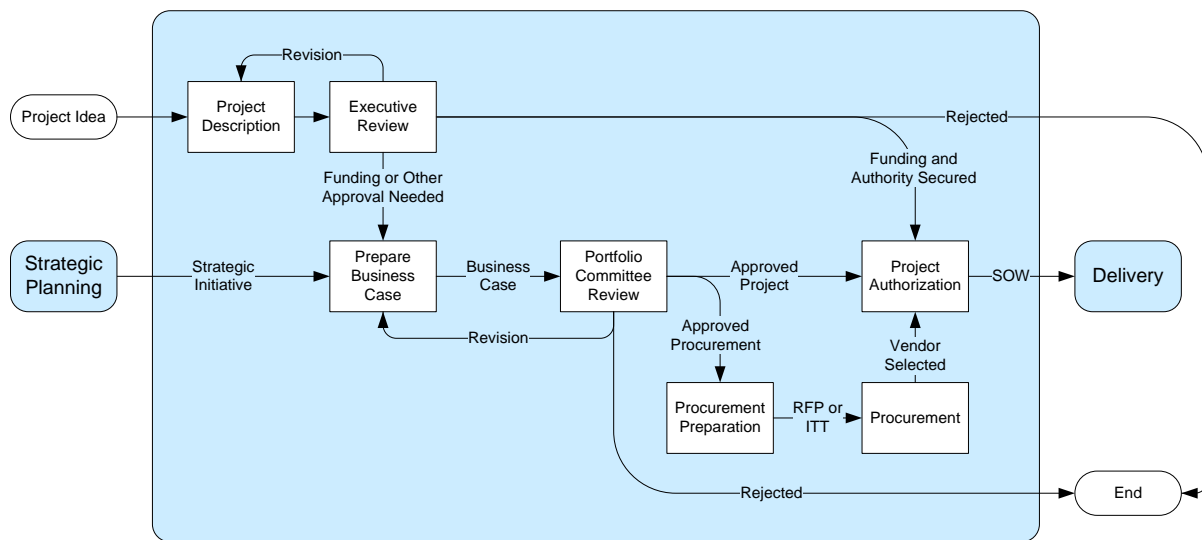 Revision
Project Idea
Project
Description
Executive
Review
Rejected
Funding or Other
Approval Needed
Funding and
Authority Secured
Strategic
Planning
Strategic
Initiative
Prepare
Business
Case
Business
Case
Portfolio
Committee
Review
Approved
Project
Project
Authorization
SOW
Delivery
Revision
Approved
Procurement
Vendor
Selected
Procurement
Preparation
RFP or
ITT
Procurement
Rejected
End